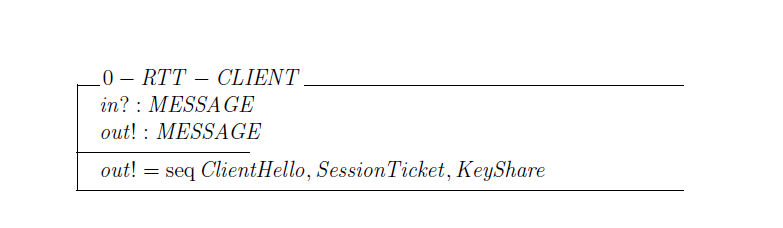 0 − RTT − CLIENT
in? : MESSAGE
out! : MESSAGE
out! = seq ClientHello, SessionTicket, KeyShare